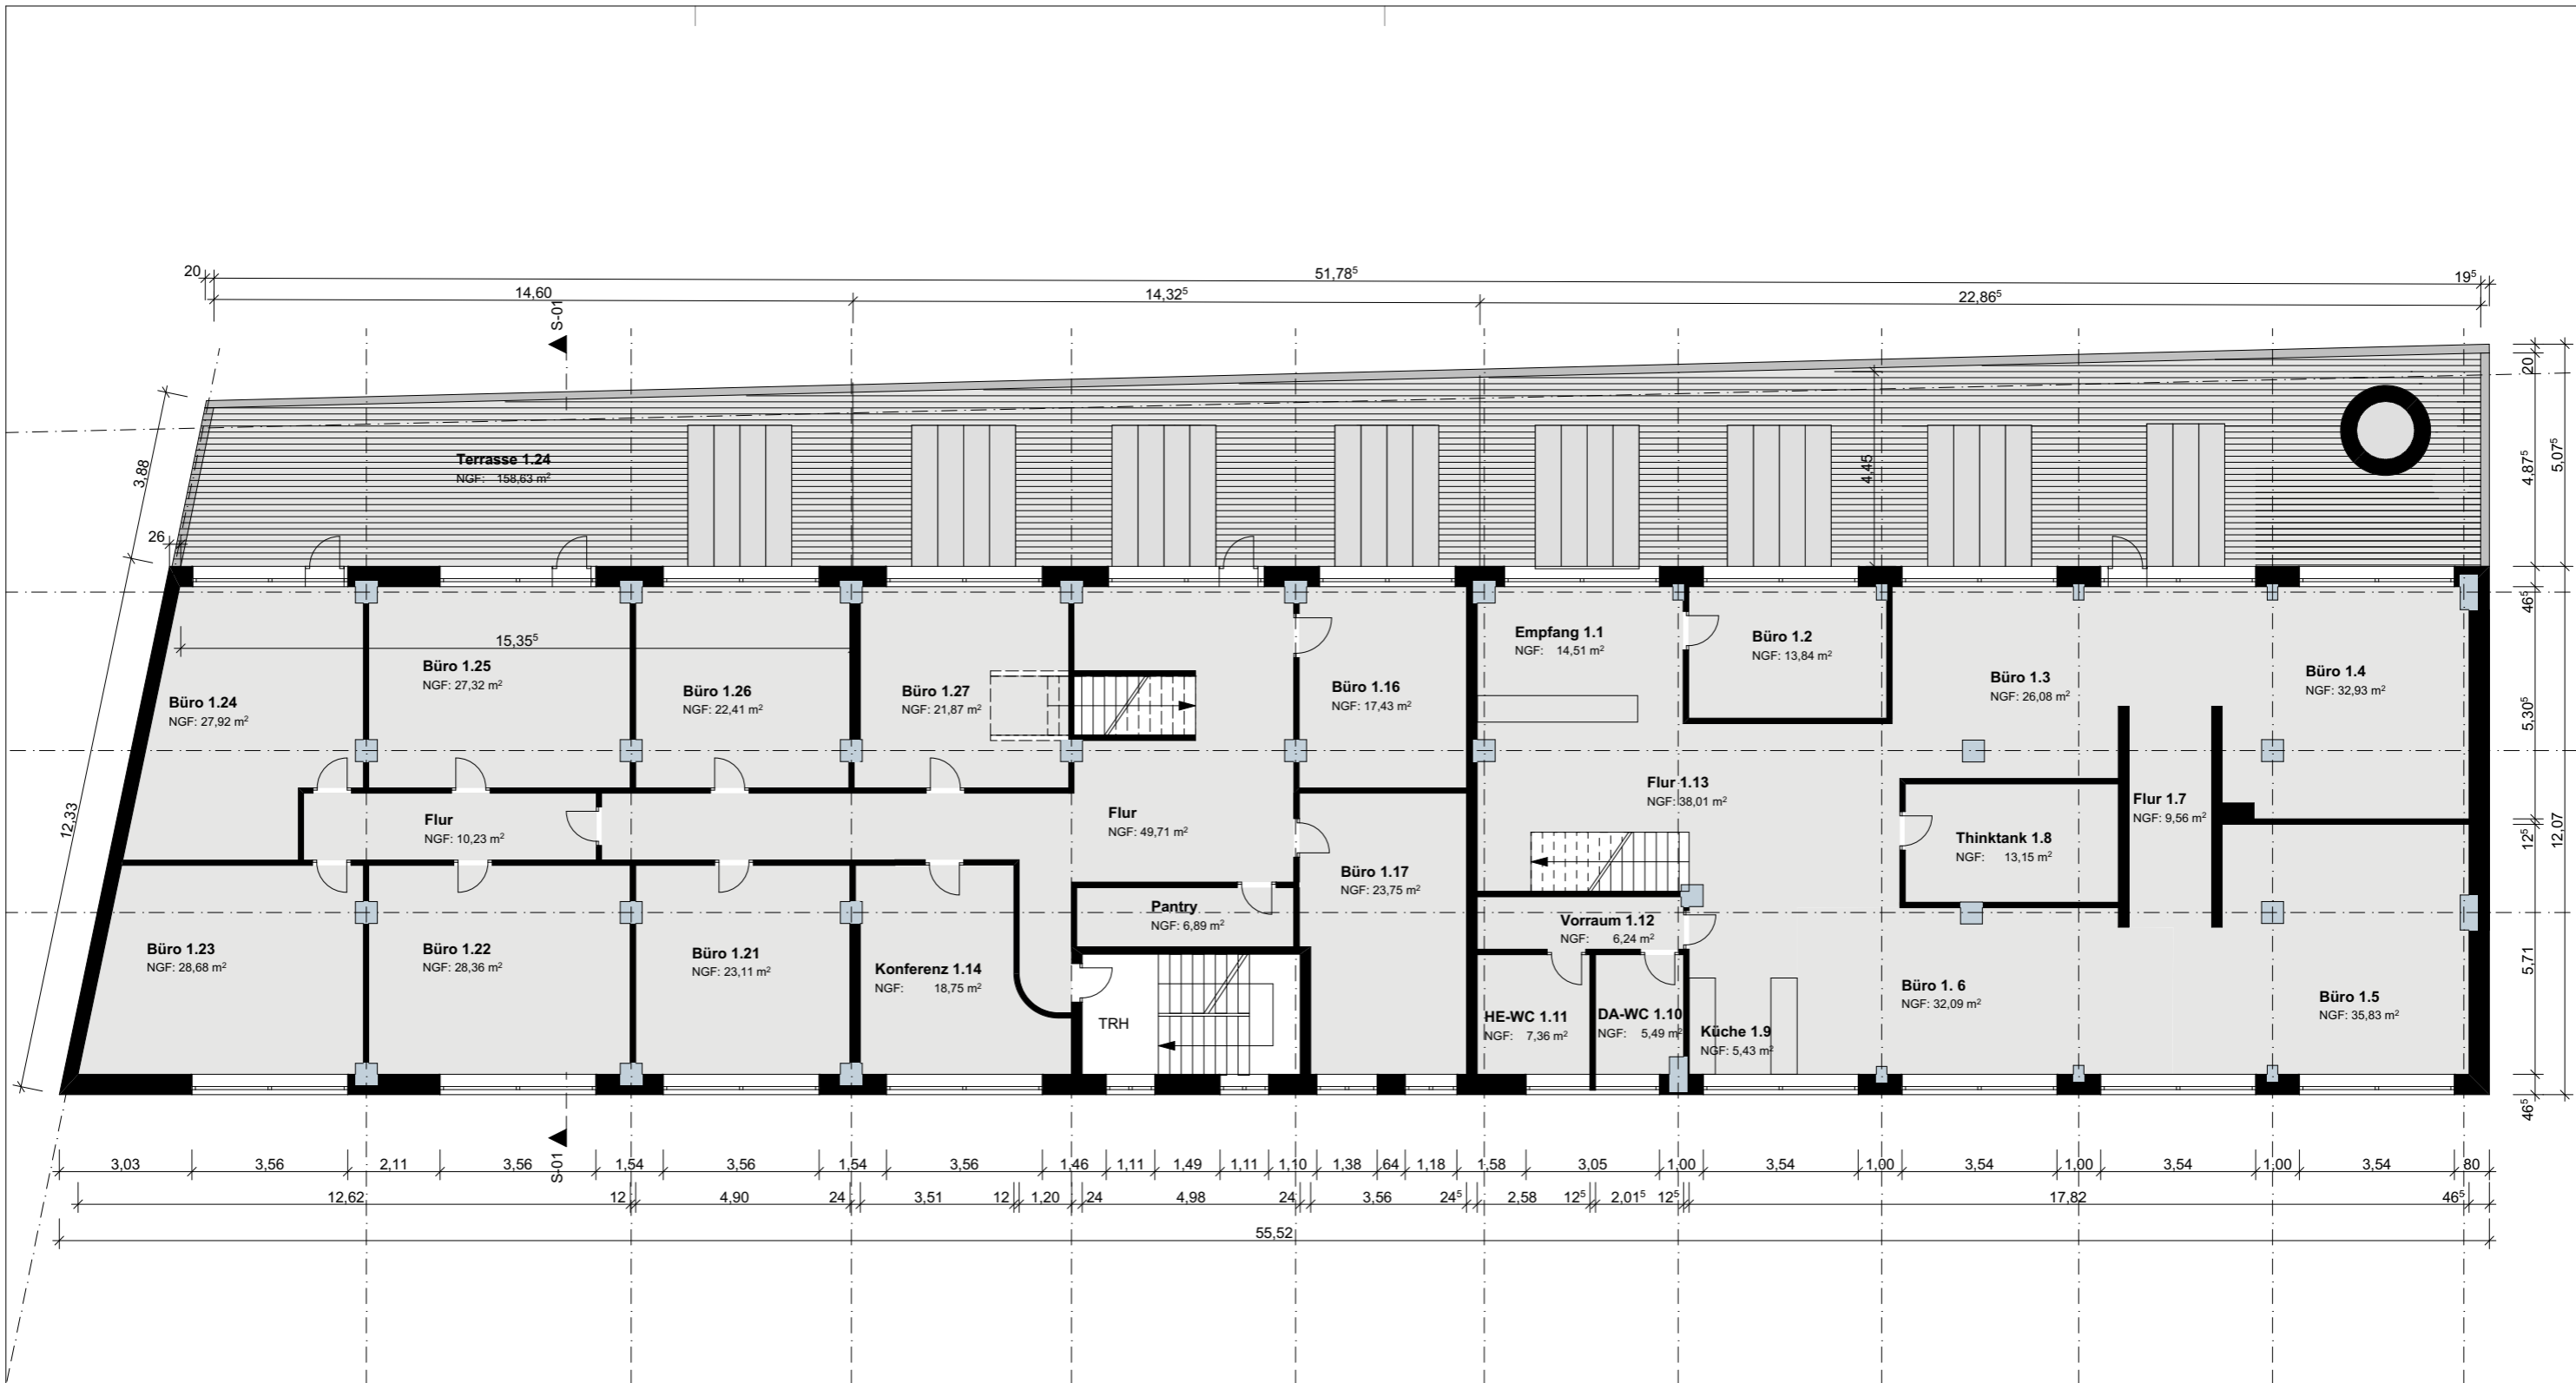 20
51,78⁵
19⁵
14,60
14,32⁵
22,86⁵
S-01
20
4,87⁵
5,07⁵
3,88
4,45
Terrasse 1.24
NGF: 158,63 m²
26
46⁵
15,35⁵
Büro 1.24
NGF: 27,92 m²
Büro 1.25
NGF: 27,32 m²
Büro 1.26
NGF: 22,41 m²
Büro 1.27
NGF: 21,87 m²
Büro 1.16
NGF: 17,43 m²
Empfang 1.1
NGF: 14,51 m²
Büro 1.2
NGF: 13,84 m²
Büro 1.3
NGF: 26,08 m²
Büro 1.4
NGF: 32,93 m²
5,30⁵
12,33
Flur
NGF: 10,23 m²
Flur
NGF: 49,71 m²
Flur 1.13
NGF: 38,01 m²
Flur 1.7
NGF: 9,56 m²
Thinktank 1.8
NGF: 13,15 m²
12⁵
12,07
Büro 1.17
NGF: 23,75 m²
Pantry
NGF: 6,89 m²
Vorraum 1.12
NGF: 6,24 m²
Büro 1.23
NGF: 28,68 m²
Büro 1.22
NGF: 28,36 m²
Büro 1.21
NGF: 23,11 m²
Konferenz 1.14
NGF: 18,75 m²
TRH
HE-WC 1.11
NGF: 7,36 m²
DA-WC 1.10
NGF: 5,49 m²
Küche 1.9
NGF: 5,43 m²
Büro 1. 6
NGF: 32,09 m²
Büro 1.5
NGF: 35,83 m²
5,71
46⁵
S-01
3,03 3,56 2,11 3,56 1,54 3,56 1,54 3,56 1,46 1,11 1,49 1,11 1,10 1,38 64 1,18 1,58 3,05 1,00 3,54 1,00 3,54 1,00 3,54 1,00 3,54 80
12,62 12 4,90 24 3,51 12 1,20 24 4,98 24 3,56 24⁵ 2,58 12⁵ 2,01⁵ 12⁵ 17,82 46⁵
55,52